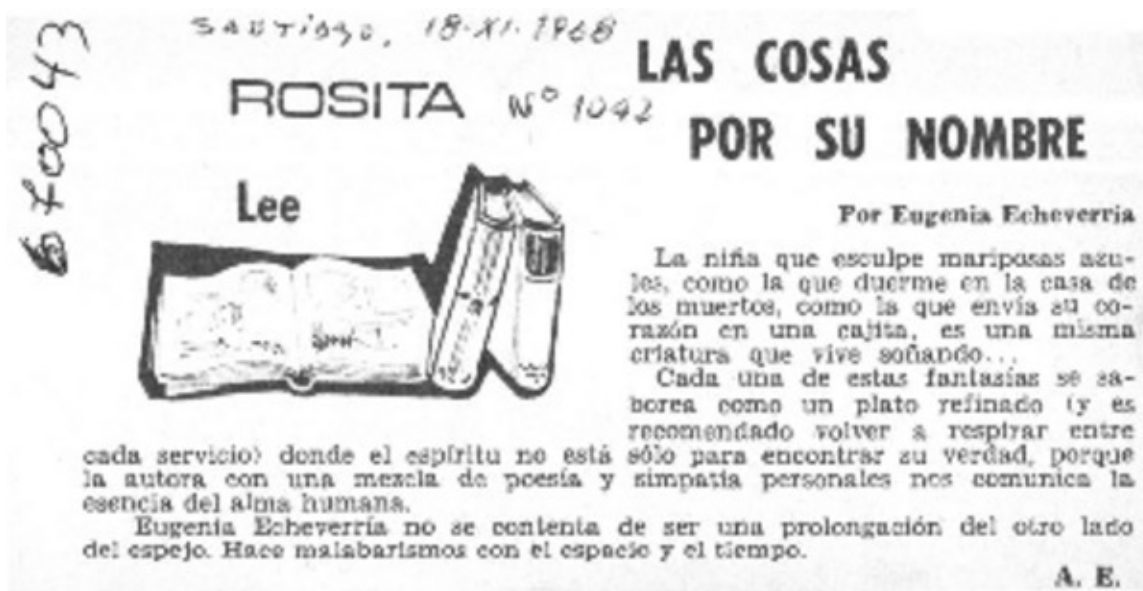 Santiago, 18-XI-1968
ROSITA Nº 1042
Lee
LAS COSAS
POR SU NOMBRE
Por Eugenia Echeverría
La niña que esculpe mariposas azu-
les, como la que duerme en la casa de
los muertos, como la que envía su co-
razón en una cajita, es una misma
criatura que vive soñando...
Cada una de estas fantasías se sa-
borea como un plato refinado (y es
recomendado volver a respirar entre
cada servicio) donde el espíritu no está sólo para encontrar su verdad, porque
la autora con una mezcla de poesía y simpatía personales nos comunica la
esencia del alma humana.
Eugenia Echeverría no se contenta de ser una prolongación del otro lado
del espejo. Hace malabarismos con el espacio y el tiempo.
A. E.